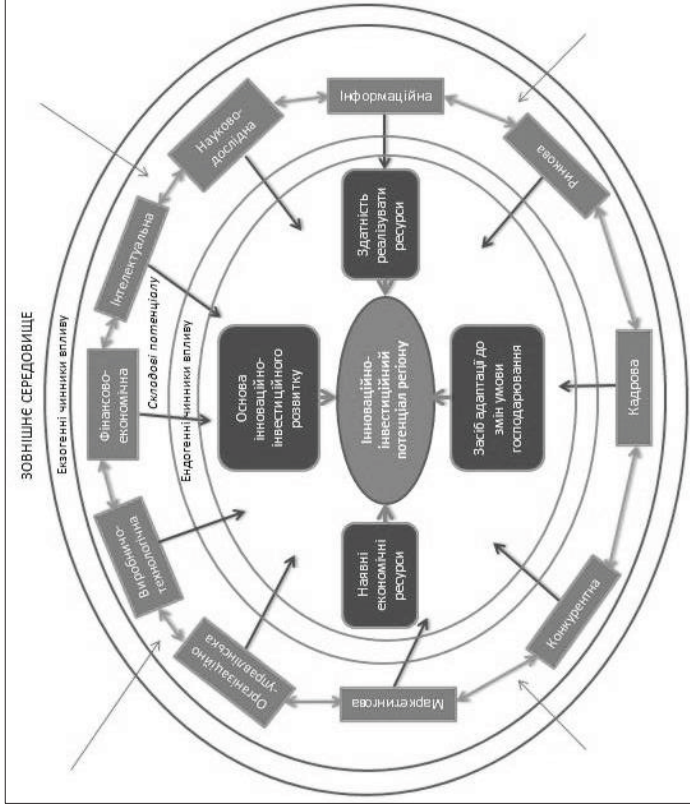 ЗОВНІШНЄ СЕРЕДОВИЩЕ
Екзогенні чинники впливу
Фінансово-
економічна
Інтелектуальна
Науково-
дослідна
Інформаційна
Ринкова
Кадрова
Конкурентна
Маркетингова
Організаційно
-управлінська
Виробничо-
технологічна
Складові потенціалу
Ендогенні чинники впливу
Основа
інноваційно-
інвестиційного
розвитку
Здатність
реалізувати
ресурси
Засіб адаптації до
змін умови
господарювання
Наявні
економічні
ресурси
Інноваційно-
інвестиційний
потенціал регіону